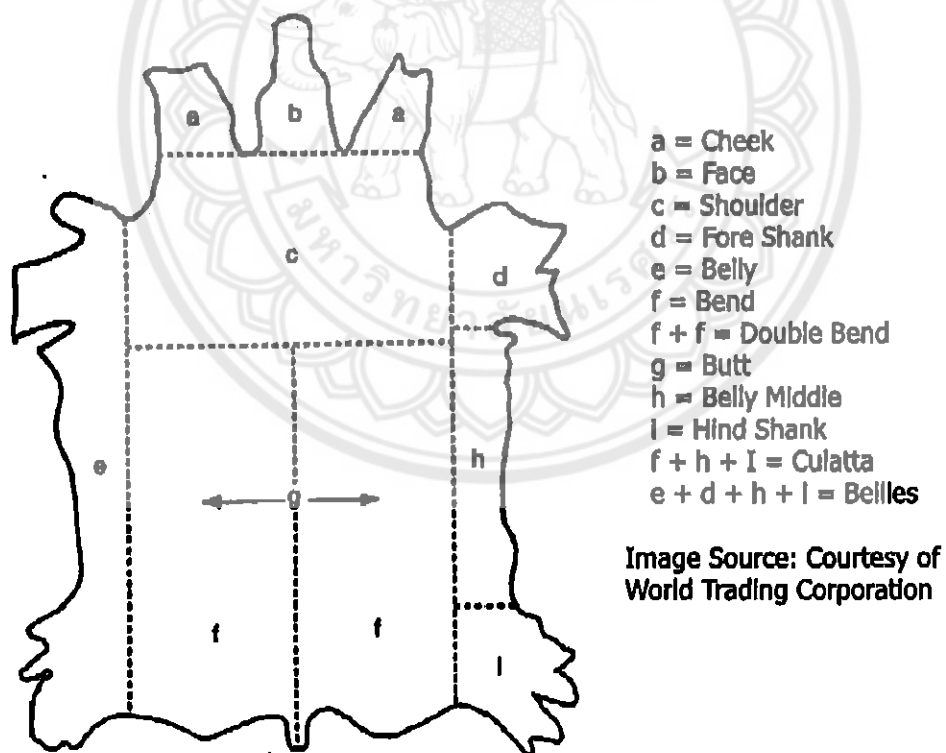 a
b
a
c
d
e
h
g
f
f
l
a = Cheek
b = Face
c = Shoulder
d = Fore Shank
e = Belly
f = Bend
f + f = Double Bend
g = Butt
h = Belly Middle
l = Hind Shank
f + h + I = Culatta
e + d + h + l = Bellles
Image Source: Courtesy of
World Trading Corporation